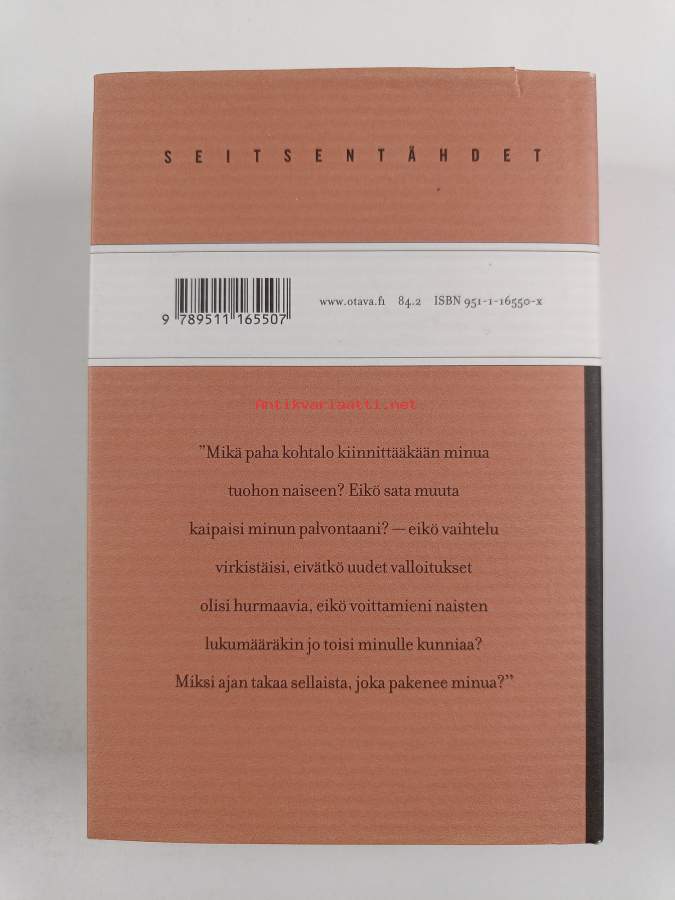 SEITSENTÄHDET
www.otava.fi 84.2 ISBN 951-1-16550-x
9 789511 165507
Antikvariaatti.net
”Mikä paha kohtalo kiinnittääkään minua
tuohon naiseen? Eikö sata muuta
kaipaisi minun palvontaani? — eikö vaihtelu
virkistäisi, eivätkö uudet valloitukset
olisi hurmaavia, eikö voittamieni naisten
lukumääräkin jo toisi minulle kunniaa?
Miksi ajan takaa sellaista, joka pakenee minua?”